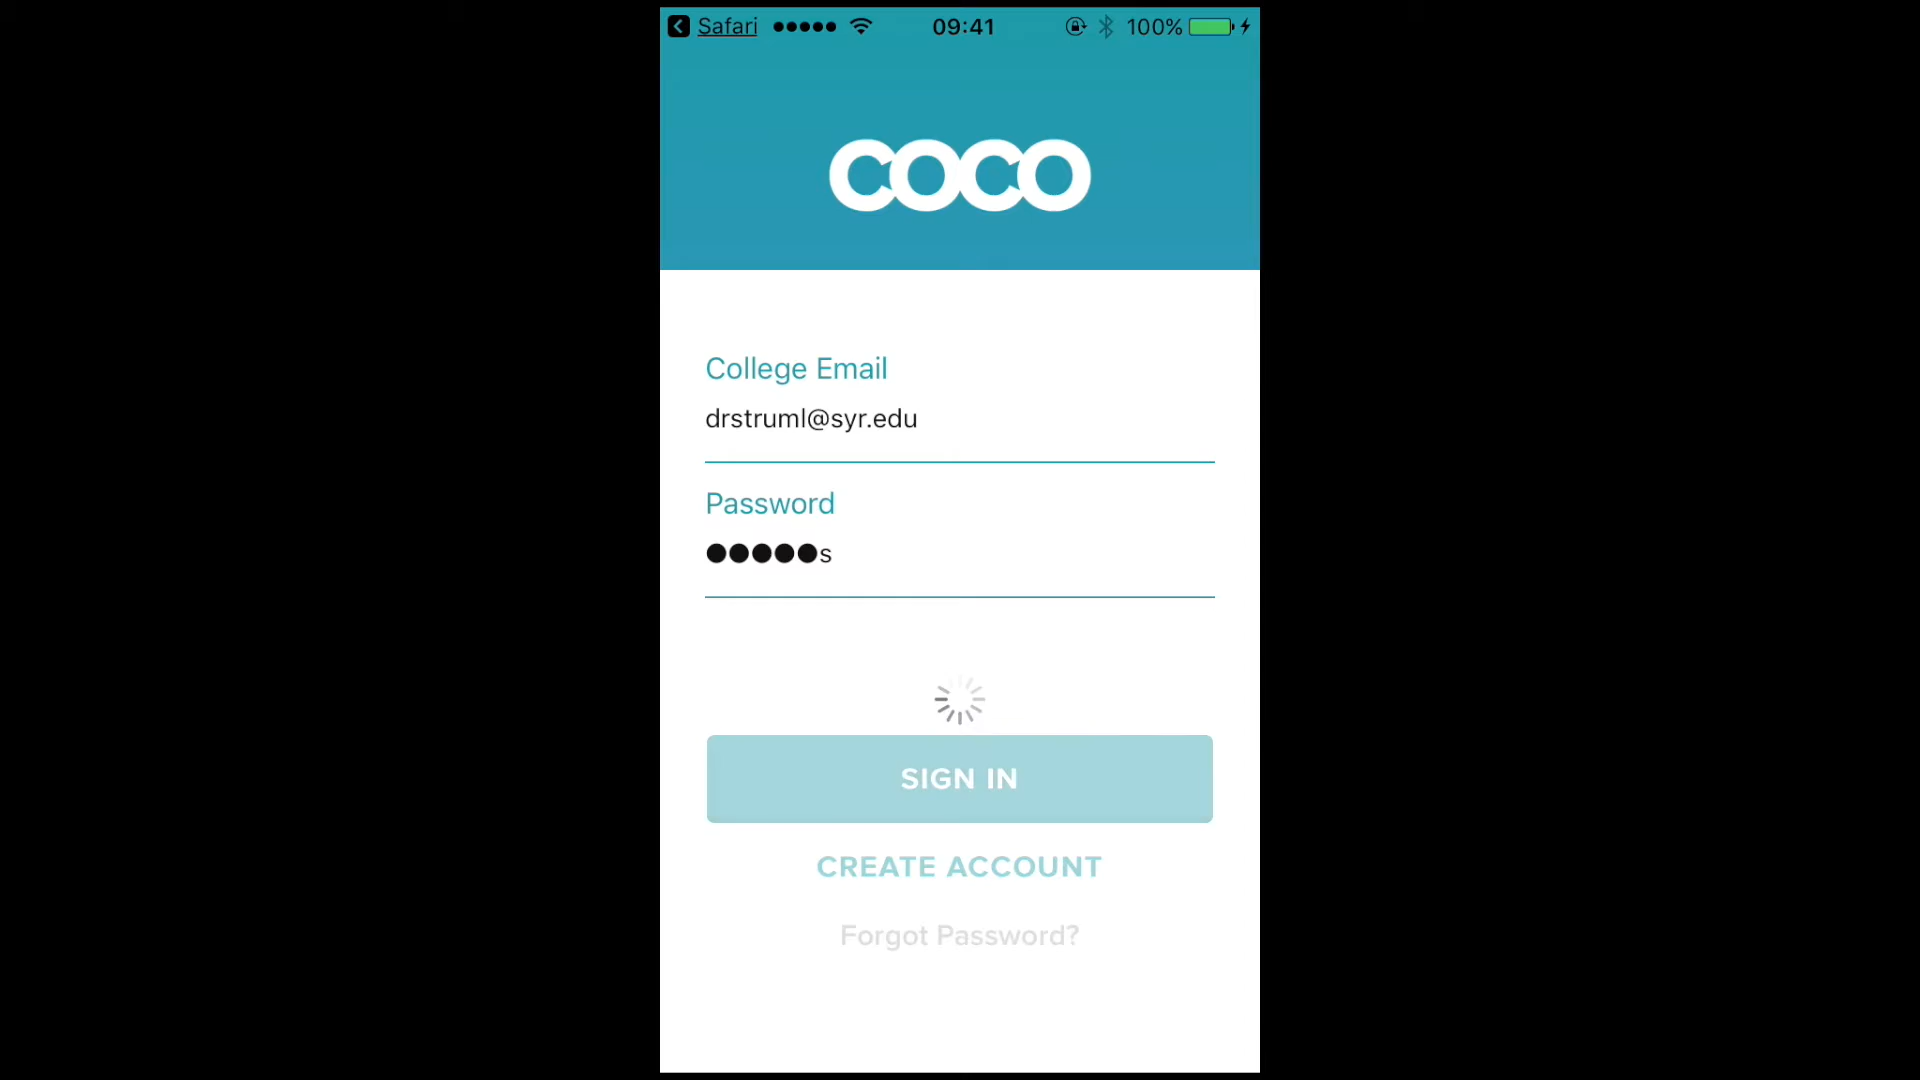 Safari 09:41 100%
COCO
College Email
drstruml@syr.edu
Password
●●●●●s
SIGN IN
CREATE ACCOUNT
Forgot Password?